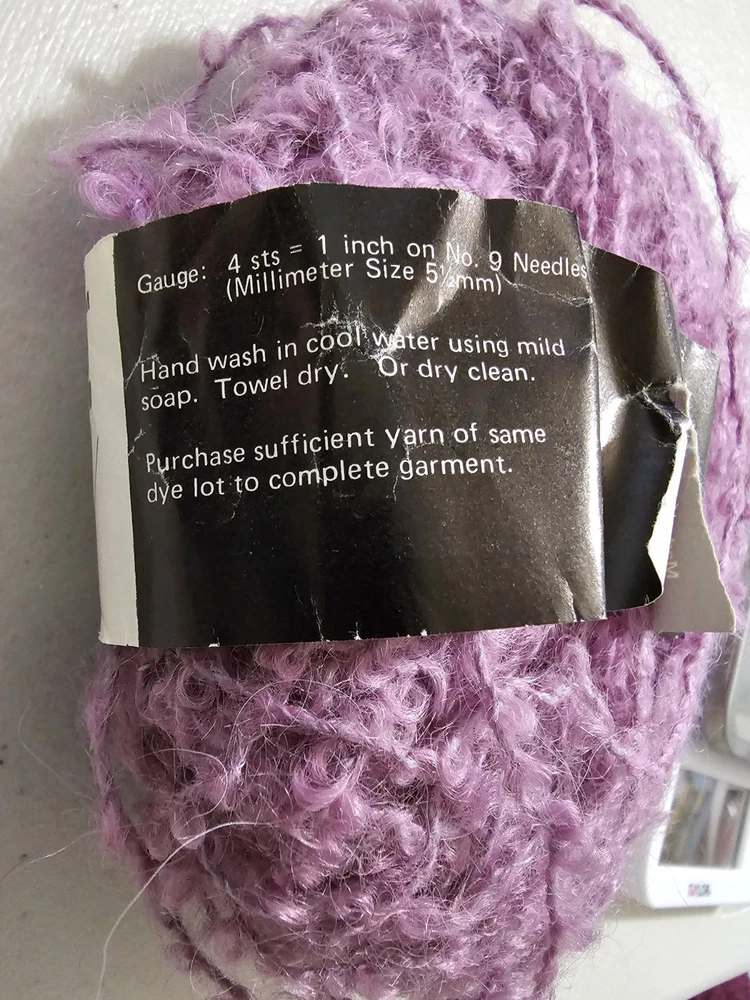 Gauge: 4 sts = 1 inch on No. 9 Needles
(Millimeter Size 5½mm)
Hand wash in cool water using mild
soap. Towel dry. Or dry clean.
Purchase sufficient yarn of same
dye lot to complete garment.